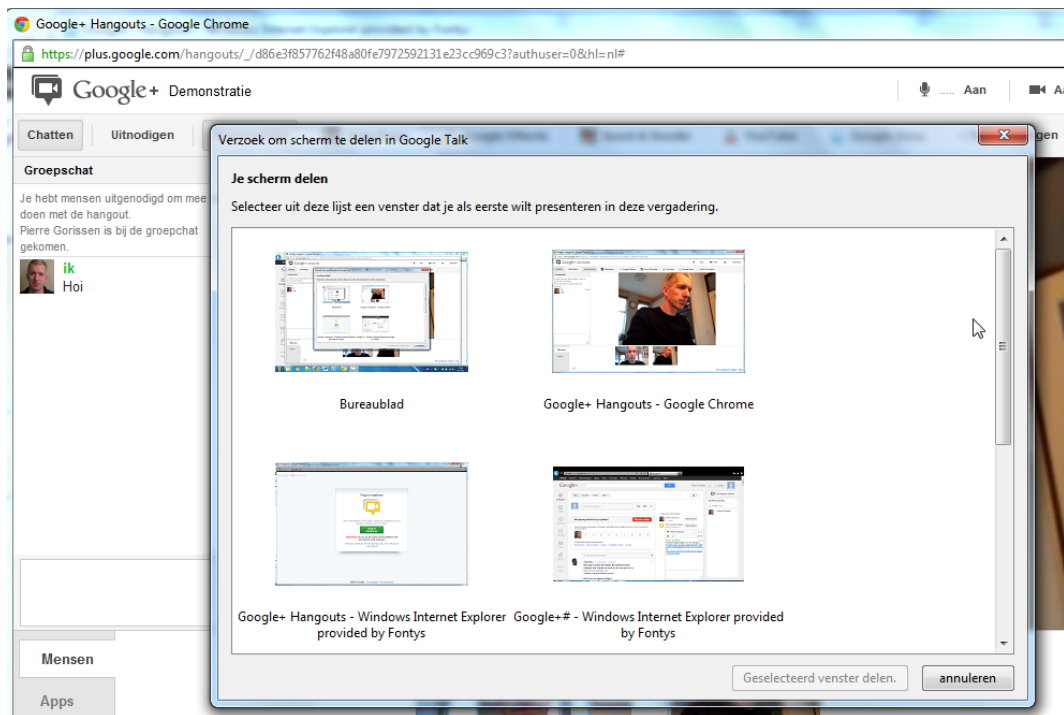 Google+ Hangouts - Google Chrome
https://plus.google.com/hangouts/_/d86e3f857762f48a80fe7972592131e23cc969c3?authuser=0&hl=nl#
Google+ Demonstratie
..... Aan
Chatten Uitnodigen
Groepschat
Je hebt mensen uitgenodigd om mee
doen met de hangout.
Pierre Gorissen is bij de groepchat
gekomen.
ik
Hoi
Verzoek om scherm te delen in Google Talk
Je scherm delen
Selecteer uit deze lijst een venster dat je als eerste wilt presenteren in deze vergadering.
Bureaublad
Google+ Hangouts - Google Chrome
Google+ Hangouts - Windows Internet Explorer
provided by Fontys
Google+# - Windows Internet Explorer provided
by Fontys
Geselecteerd venster delen.
annuleren
Mensen
Apps